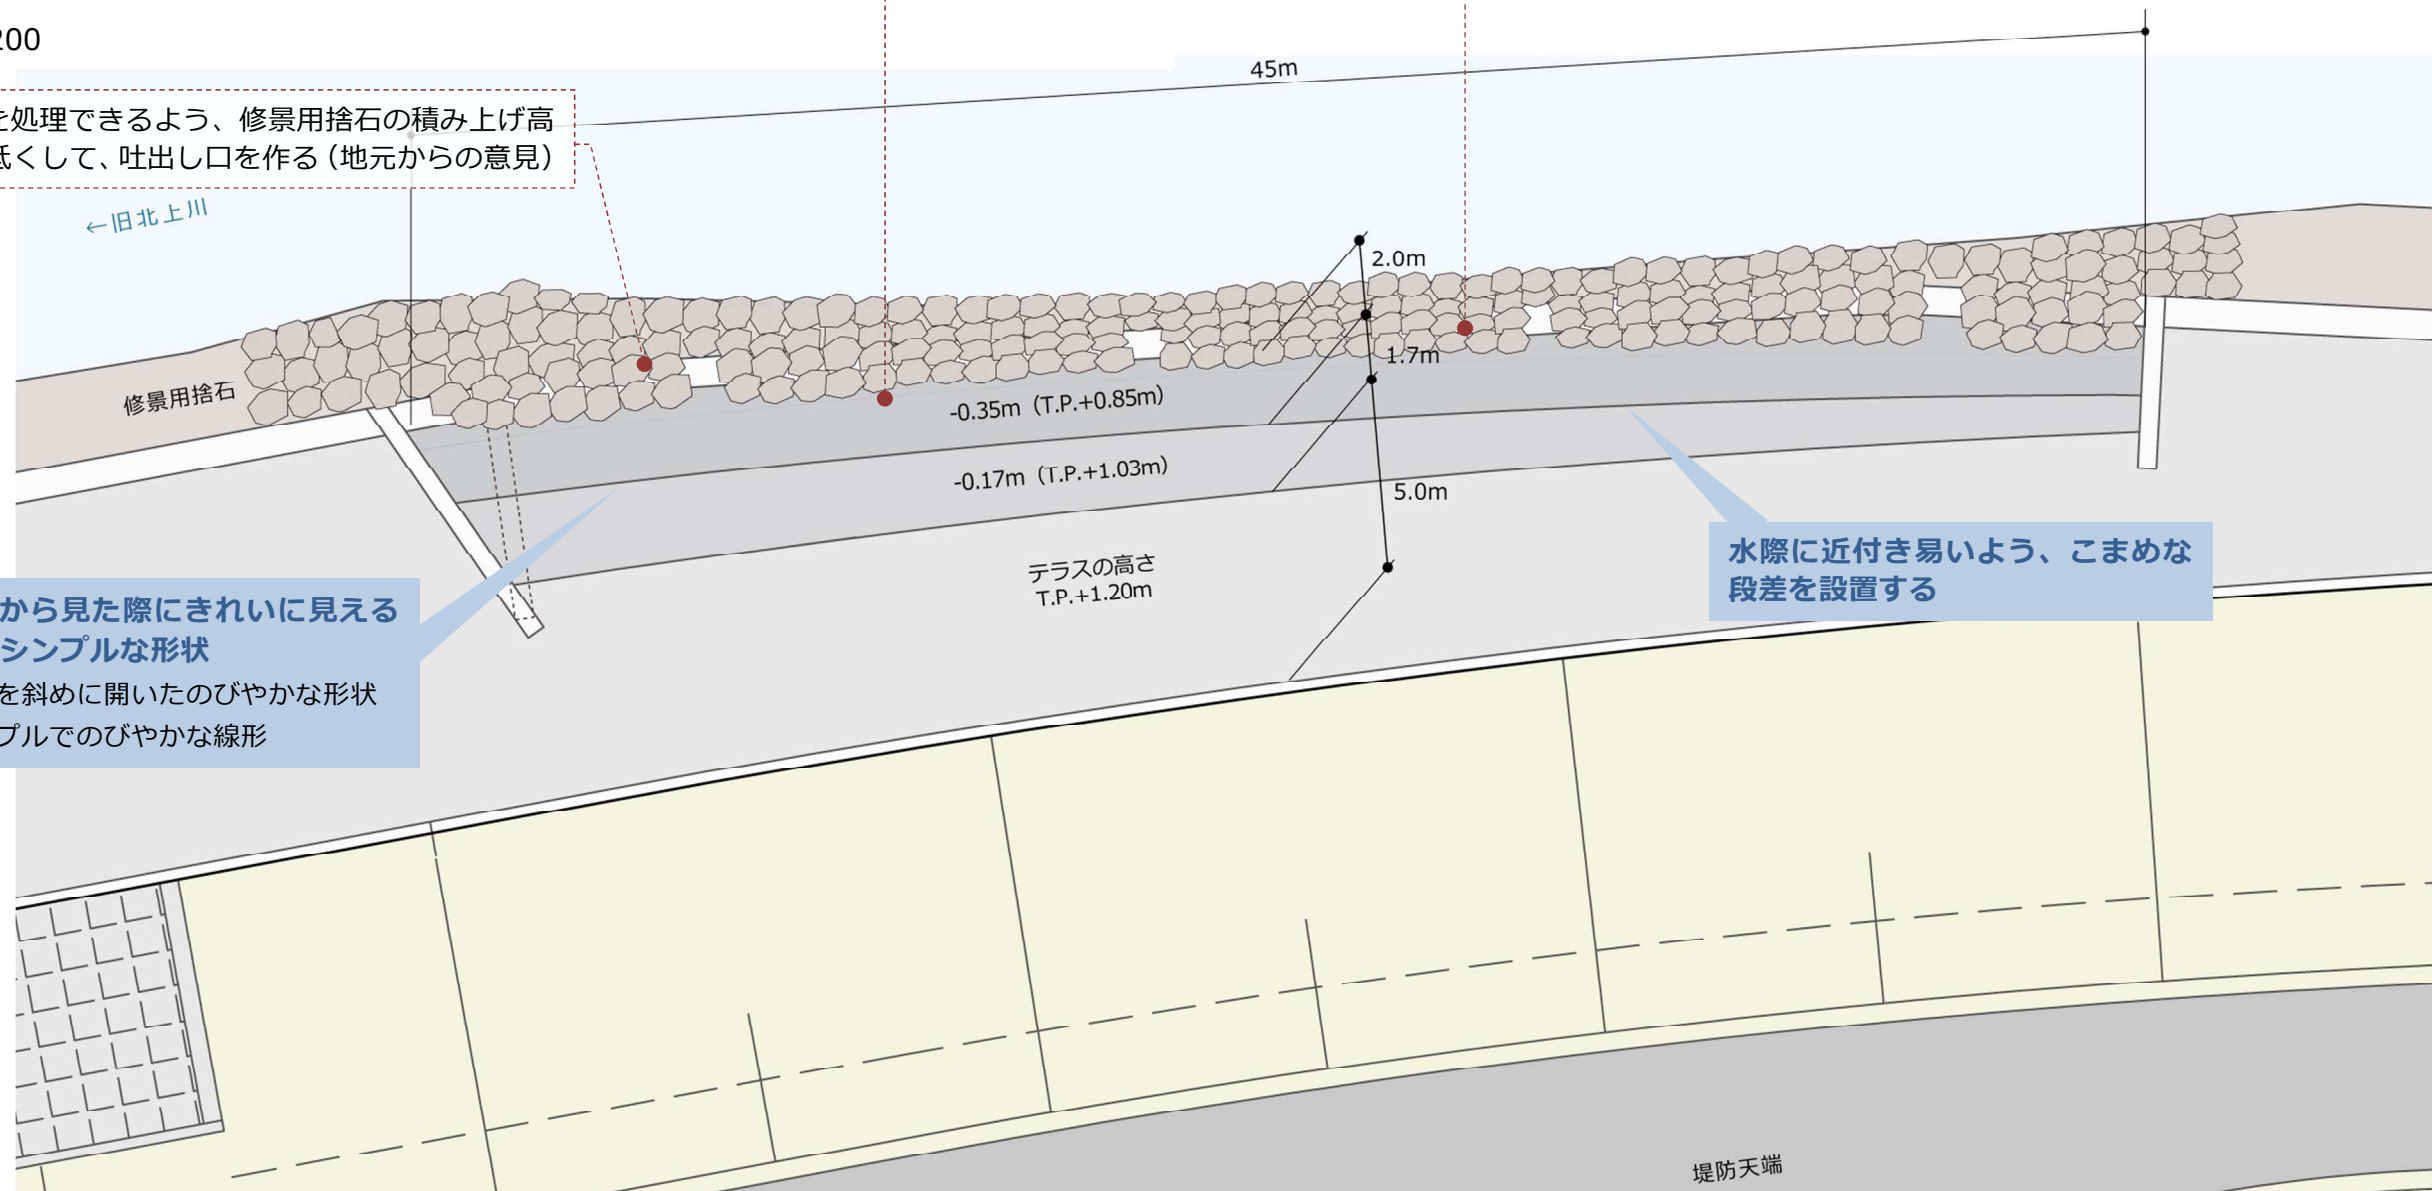 200
45m
を処理できるよう、修景用捨石の積み上げ高
低くして、吐出し口を作る（地元からの意見）
←旧北上川
2.0m
1.7m
修景用捨石
-0.35m（T.P.+0.85m）
-0.17m（T.P.+1.03m）
5.0m
テラスの高さ
T.P.+1.20m
水際に近付き易いよう、こまめな
段差を設置する
から見た際にきれいに見える
シンプルな形状
を斜めに開いたのびやかな形状
プルでのびやかな線形
堤防天端